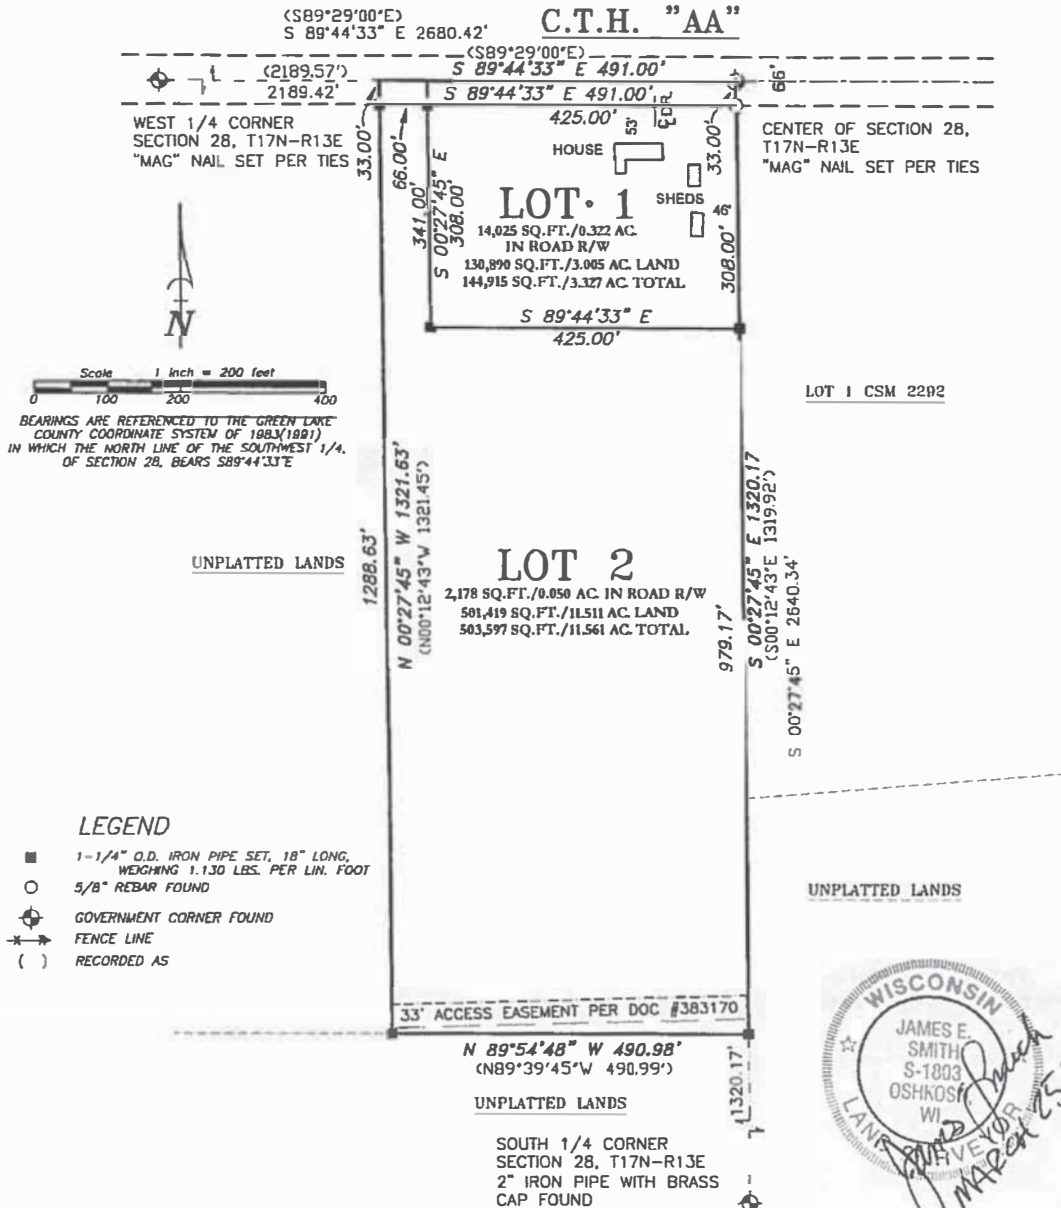 (S89°29'00"E)
S 89°44'33" E 2680.42'
C.T.H. "AA"
(S89°29'00"E)
(2189.57')
S 89°44'33" E 491.00'
66'
2189.42'
S 89°44'33" E 491.00'
425.00'
WEST 1/4 CORNER
SECTION 28, T17N-R13E
"MAG" NAIL SET PER TIES
33.00'
66.00'
53'
DR.
33.00'
CENTER OF SECTION 28,
T17N-R13E
"MAG" NAIL SET PER TIES
HOUSE
SHEDS
46'
341.00'
S 00°27'45" E
308.00'
308.00'
LOT 1
14,025 SQ.FT./0.322 AC.
IN ROAD R/W
130,890 SQ.FT./3.005 AC. LAND
144,915 SQ.FT./3.327 AC. TOTAL
N
S 89°44'33" E
425.00'
Scale 1 inch = 200 feet
0 100 200 400
BEARINGS ARE REFERENCED TO THE GREEN LAKE
COUNTY COORDINATE SYSTEM OF 1983(1991)
IN WHICH THE NORTH LINE OF THE SOUTHWEST 1/4,
OF SECTION 28, BEARS S89°44'33"E
LOT 1 CSM 2292
UNPLATTED LANDS
1288.63'
N 00°27'45" W 1321.63'
(N00°12'43"W 1321.45')
LOT 2
2,178 SQ.FT./0.050 AC. IN ROAD R/W
501,419 SQ.FT./11.511 AC. LAND
503,597 SQ.FT./11.561 AC. TOTAL
979.17'
S 00°27'45" E 1320.17
(S00°12'43"E 1319.92')
S 00°27'45" E 2640.34'
LEGEND
1-1/4" O.D. IRON PIPE SET, 18" LONG,
WEIGHING 1.130 LBS. PER LIN. FOOT
5/8" REBAR FOUND
GOVERNMENT CORNER FOUND
FENCE LINE
( ) RECORDED AS
UNPLATTED LANDS
33' ACCESS EASEMENT PER DOC #383170
N 89°54'48" W 490.98'
(N89°39'45"W 490.99')
1320.17'
UNPLATTED LANDS
SOUTH 1/4 CORNER
SECTION 28, T17N-R13E
2" IRON PIPE WITH BRASS
CAP FOUND
WISCONSIN
JAMES E.
SMITH
S-1803
OSHKOSH
WI
LAND SURVEYOR
James Smith
MARCH 25